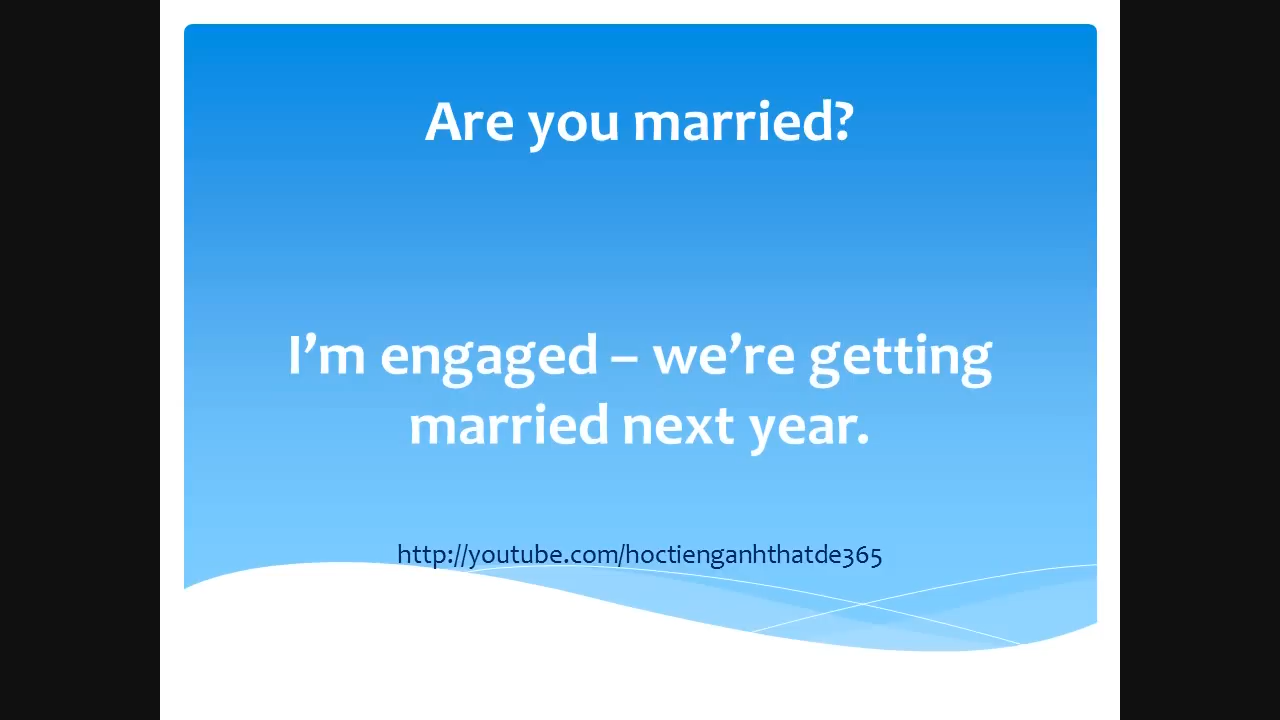 Are you married?
I’m engaged – we’re getting
married next year.
http://youtube.com/hoctienganhthatde365